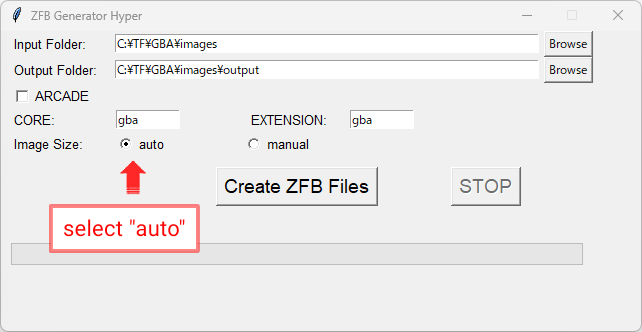 ZFB Generator Hyper
Input Folder: C:¥TF¥GBA¥images Browse
Output Folder: C:¥TF¥GBA¥images¥output Browse
ARCADE
CORE: gba EXTENSION: gba
Image Size: auto manual
Create ZFB Files STOP
select "auto"